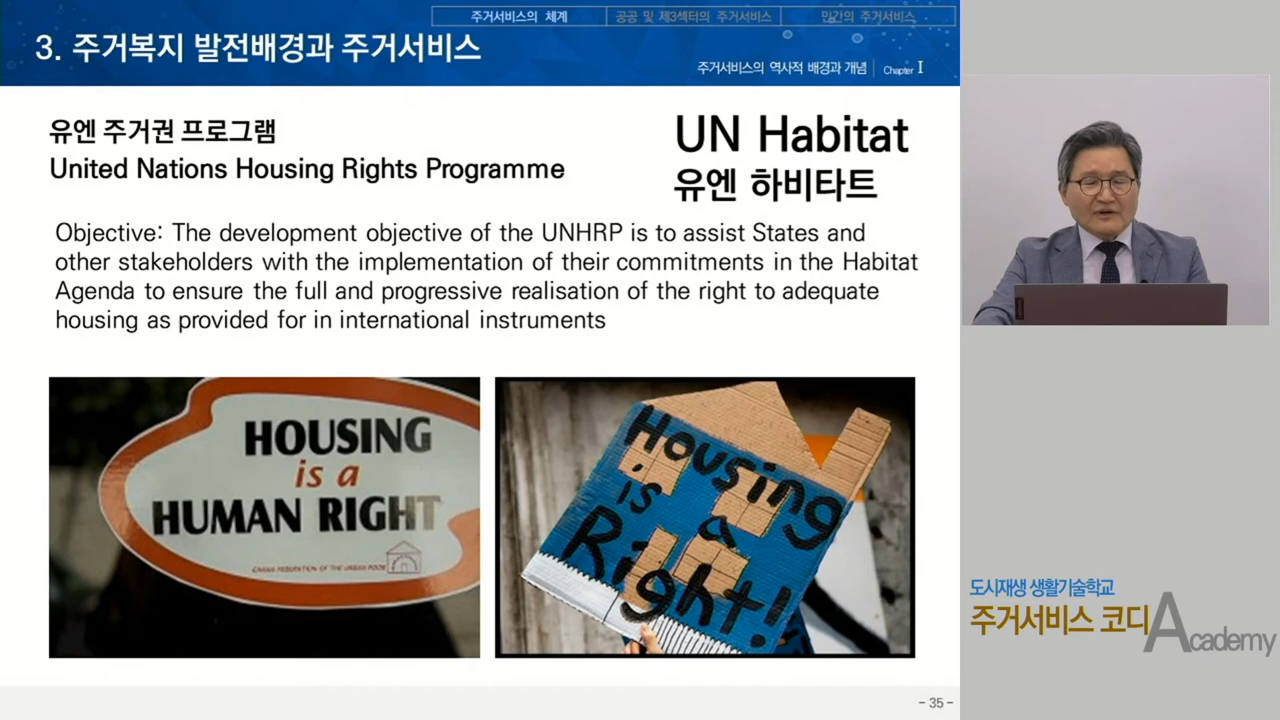 주거서비스의 체계
공공 및 제3섹터의 주거서비스
민간의 주거서비스
3. 주거복지 발전배경과 주거서비스
주거서비스의 역사적 배경과 개념
Chapter I
유엔 주거권 프로그램
United Nations Housing Rights Programme
UN Habitat
유엔 하비타트
Objective: The development objective of the UNHRP is to assist States and
other stakeholders with the implementation of their commitments in the Habitat
Agenda to ensure the full and progressive realisation of the right to adequate
housing as provided for in international instruments
HOUSING
is a
HUMAN RIGHT
GHANA FEDERATION OF THE URBAN POOR
Housing
is a
Right!
도시재생 생활기술학교
주거서비스 코디 Academy
- 35 -